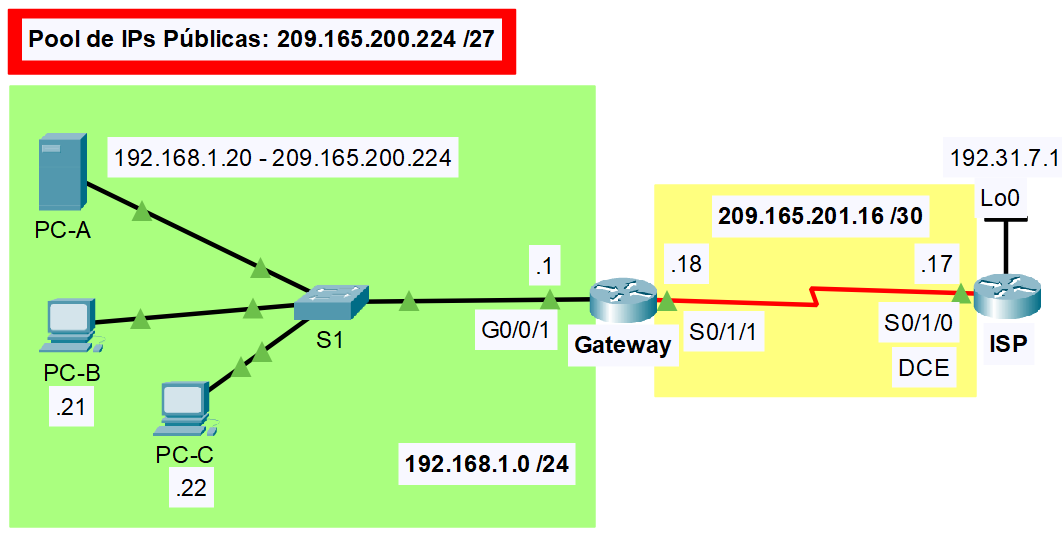 Pool de IPs Públicas: 209.165.200.224 /27
192.168.1.20 - 209.165.200.224
PC-A
PC-B
.21
PC-C
.22
S1
192.168.1.0 /24
.1
G0/0/1
Gateway
209.165.201.16 /30
.18
S0/1/1
.17
S0/1/0
DCE
192.31.7.1
Lo0
ISP